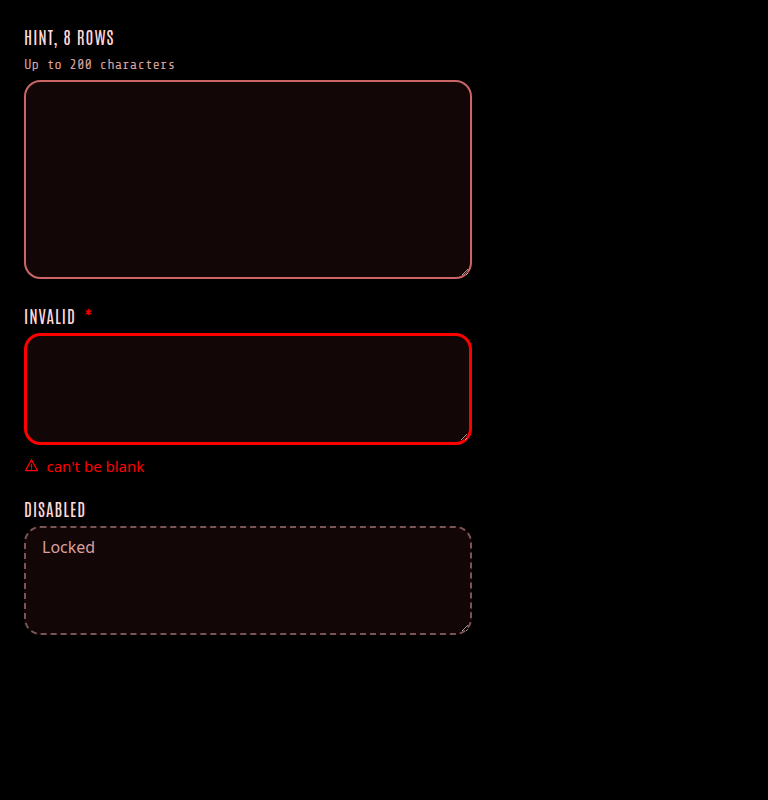 HINT, 8 ROWS
Up to 200 characters
INVALID *
can't be blank
DISABLED
Locked